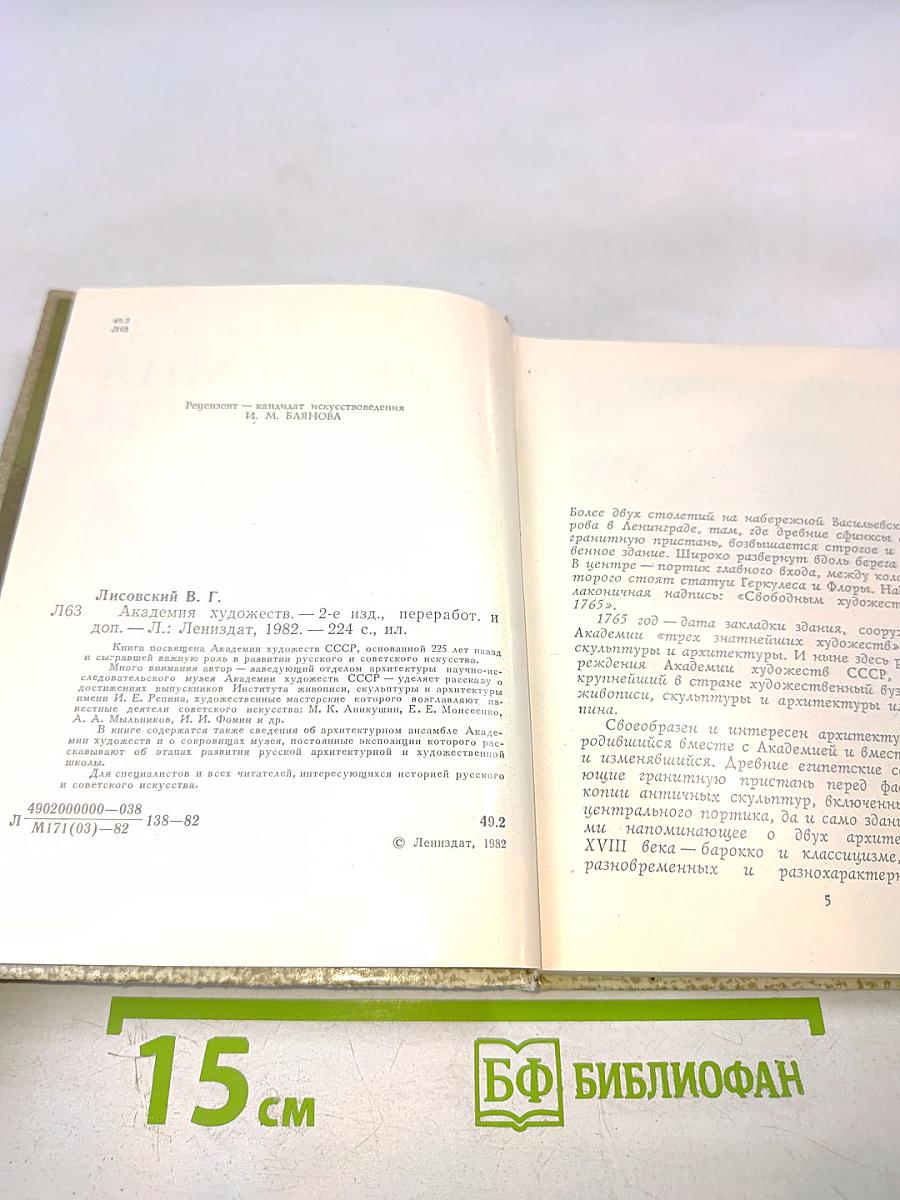 49.2
Л63
Рецензент — кандидат искусствоведения
И. М. БЛЯНОВА
Лисовский В. Г.
Л63 Академия художеств. — 2-е изд., переработ. и
доп. — Л.: Лениздат, 1982. — 224 с., ил.
Книга посвящена Академии художеств СССР, основанной 225 лет назад
и сыгравшей важную роль в развитии русского и советского искусства.
Много внимания автор — заведующий отделом архитектуры научно-ис-
следовательского музея Академии художеств СССР — уделяет рассказу о
достижениях выпускников Института живописи, скульптуры и архитектуры
имени И. Е. Репина, художественные мастерские которого возглавляют из-
вестные деятели советского искусства: М. К. Аникушин, Е. Е. Моисеенко,
А. А. Мыльников, И. И. Фомин и др.
В книге содержатся также сведения об архитектурном ансамбле Акаде-
мии художеств и о сокровищах музея, постоянные экспозиции которого рас-
сказывают об этапах развития русской архитектурной и художественной
школы.
Для специалистов и всех читателей, интересующихся историей русского
и советского искусства.
Л 4902000000—038
М171(03)—82 138—82 49.2
© Лениздат, 1982
Более двух столетий на набережной Васильевск
рова в Ленинграде, там, где древние сфинксы
гранитную пристань, возвышается строгое и
венное здание. Широко развернут вдоль берега
В центре — портик главного входа, между коло
торого стоят статуи Геркулеса и Флоры. На
лаконичная надпись: «Свободным художест
1765».
1765 год — дата закладки здания, сооруж
Академии «трех знатнейших художеств»
скульптуры и архитектуры. И ныне здесь р
реждения Академии художеств СССР,
крупнейший в стране художественный вуз
живописи, скульптуры и архитектуры и
пина.
Своеобразен и интересен архитекту
родившийся вместе с Академией и вмест
и изменявшийся. Древние египетские с
ющие гранитную пристань перед фас
копии античных скульптур, включенны
центрального портика, да и само здани
ми напоминающее о двух архите
XVIII века — барокко и классицизме,
разновременных и разнохарактерн
5
15 см
БФ БИБЛИОФАН